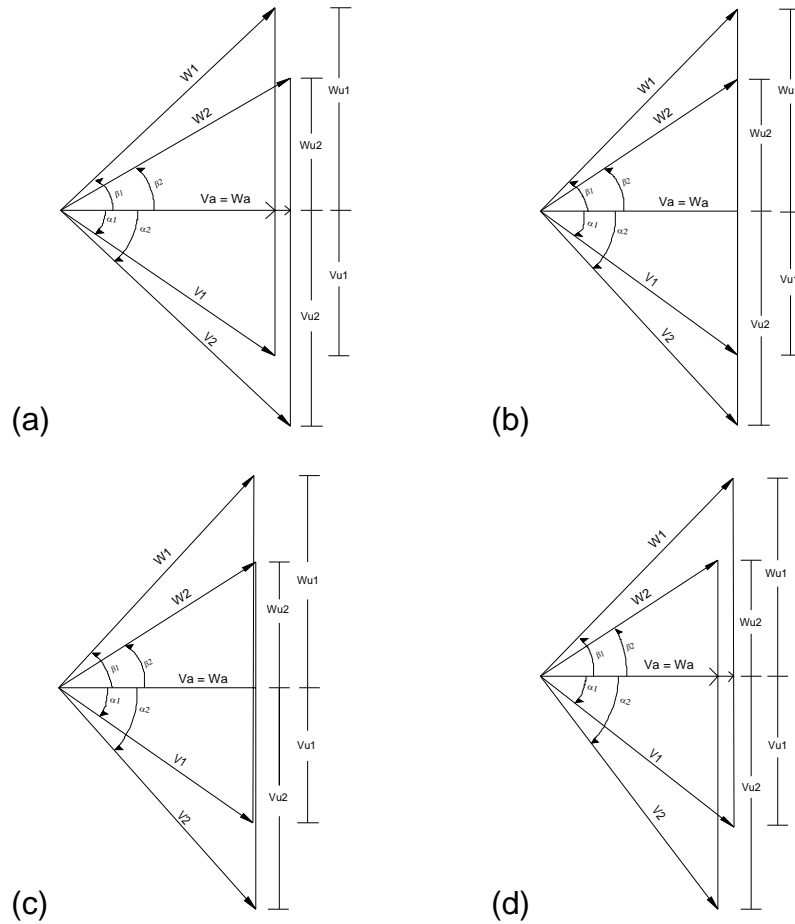 W1
Wu1
W2
Wu2
β1
β2
Va = Wa
α1
α2
V1
Vu1
V2
Vu2
(a)
W1
Wu
W2
Wu2
β1
β2
Va = Wa
α1
α2
V1
Vu1
V2
Vu2
(b)
W1
Wu1
W2
Wu2
β1
β2
Va = Wa
α1
α2
V1
Vu1
V2
Vu2
(c)
W1
Wu1
W2
Wu2
β1
β2
Va = Wa
α1
α2
V1
Vu1
V2
Vu2
(d)